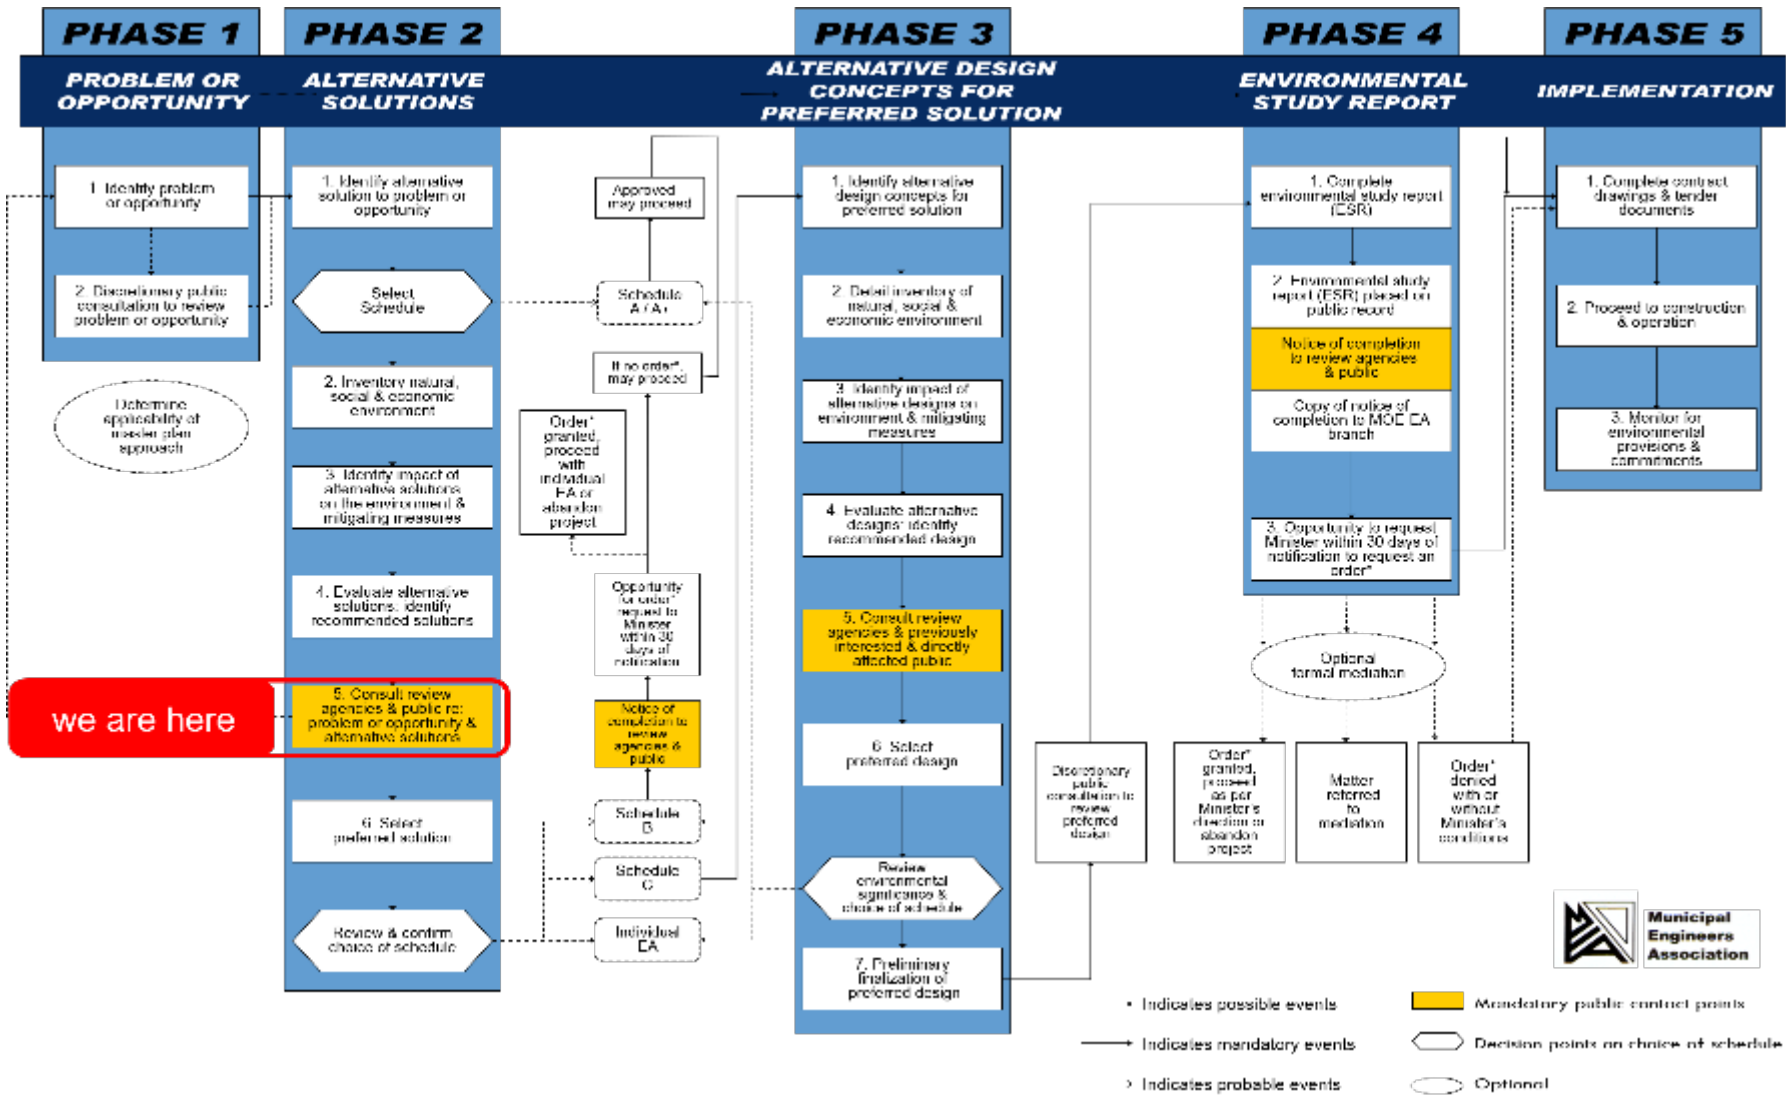 PHASE 1
PROBLEM OR
OPPORTUNITY
1. Identify problem
or opportunity
2. Discretionary public
consultation to review
problem or opportunity
Determine
applicability of
master plan
approach
PHASE 2
ALTERNATIVE
SOLUTIONS
1. Identify alternative
solution to problem or
opportunity
Select
Schedule
2. Inventory natural,
social & economic
environment
3. Identify impact of
alternative solutions
on the environment &
mitigating measures
4. Evaluate alternative
solutions: identify
recommended solutions
we are here
5. Consult review
agencies & public re:
problem or opportunity &
alternative solutions
6. Select
preferred solution
Review & confirm
choice of schedule
Approved
may proceed
Schedule
A / A+
If no order*,
may proceed
Order*
granted,
proceed
with
individual
EA or
abandon
project
Opportunity
for order*
request to
Minister
within 30
days of
notification
Notice of
completion to
review
agencies &
public
Schedule
B
Schedule
C
Individual
EA
PHASE 3
ALTERNATIVE DESIGN
CONCEPTS FOR
PREFERRED SOLUTION
1. Identify alternative
design concepts for
preferred solution
2. Detail inventory of
natural, social &
economic environment
3. Identify impact of
alternative designs on
environment & mitigating
measures
4. Evaluate alternative
designs: identify
recommended design
5. Consult review
agencies & previously
interested & directly
affected public
6. Select
preferred design
Review
environmental
significance &
choice of schedule
7. Preliminary
finalization of
preferred design
Discretionary
public
consultation to
review
preferred
design
PHASE 4
ENVIRONMENTAL
STUDY REPORT
1. Complete
environmental study report
(ESR)
2. Environmental study
report (ESR) placed on
public record
Notice of completion
to review agencies
& public
Copy of notice of
completion to MOE EA
branch
3. Opportunity to request
Minister within 30 days of
notification to request an
order*
Optional
formal mediation
Order*
granted,
proceed
as per
Minister's
direction or
abandon
project
Matter
referred
to
mediation
Order*
denied
with or
without
Minister's
conditions
PHASE 5
IMPLEMENTATION
1. Complete contract
drawings & tender
documents
2. Proceed to construction
& operation
3. Monitor for
environmental
provisions &
commitments
Municipal
Engineers
Association
Indicates possible events
Indicates mandatory events
Indicates probable events
Mandatory public contact points
Decision points on choice of schedule
Optional